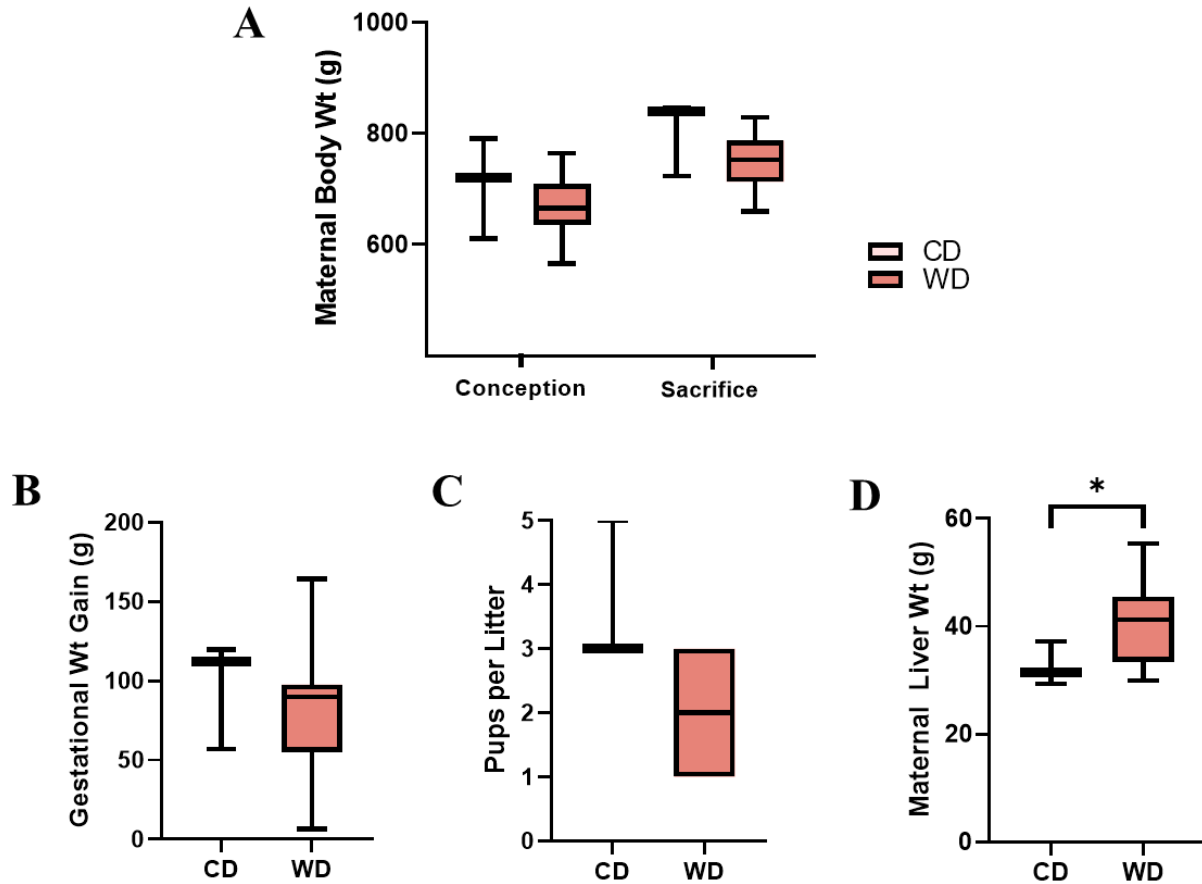 A
Maternal Body Wt (g)
1000
800
600
Conception
Sacrifice
CD
WD
B
Gestational Wt Gain (g)
200
150
100
50
0
CD
WD
C
Pups per Litter
5
4
3
2
1
0
CD
WD
D
Maternal Liver Wt (g)
60
40
20
0
*
CD
WD